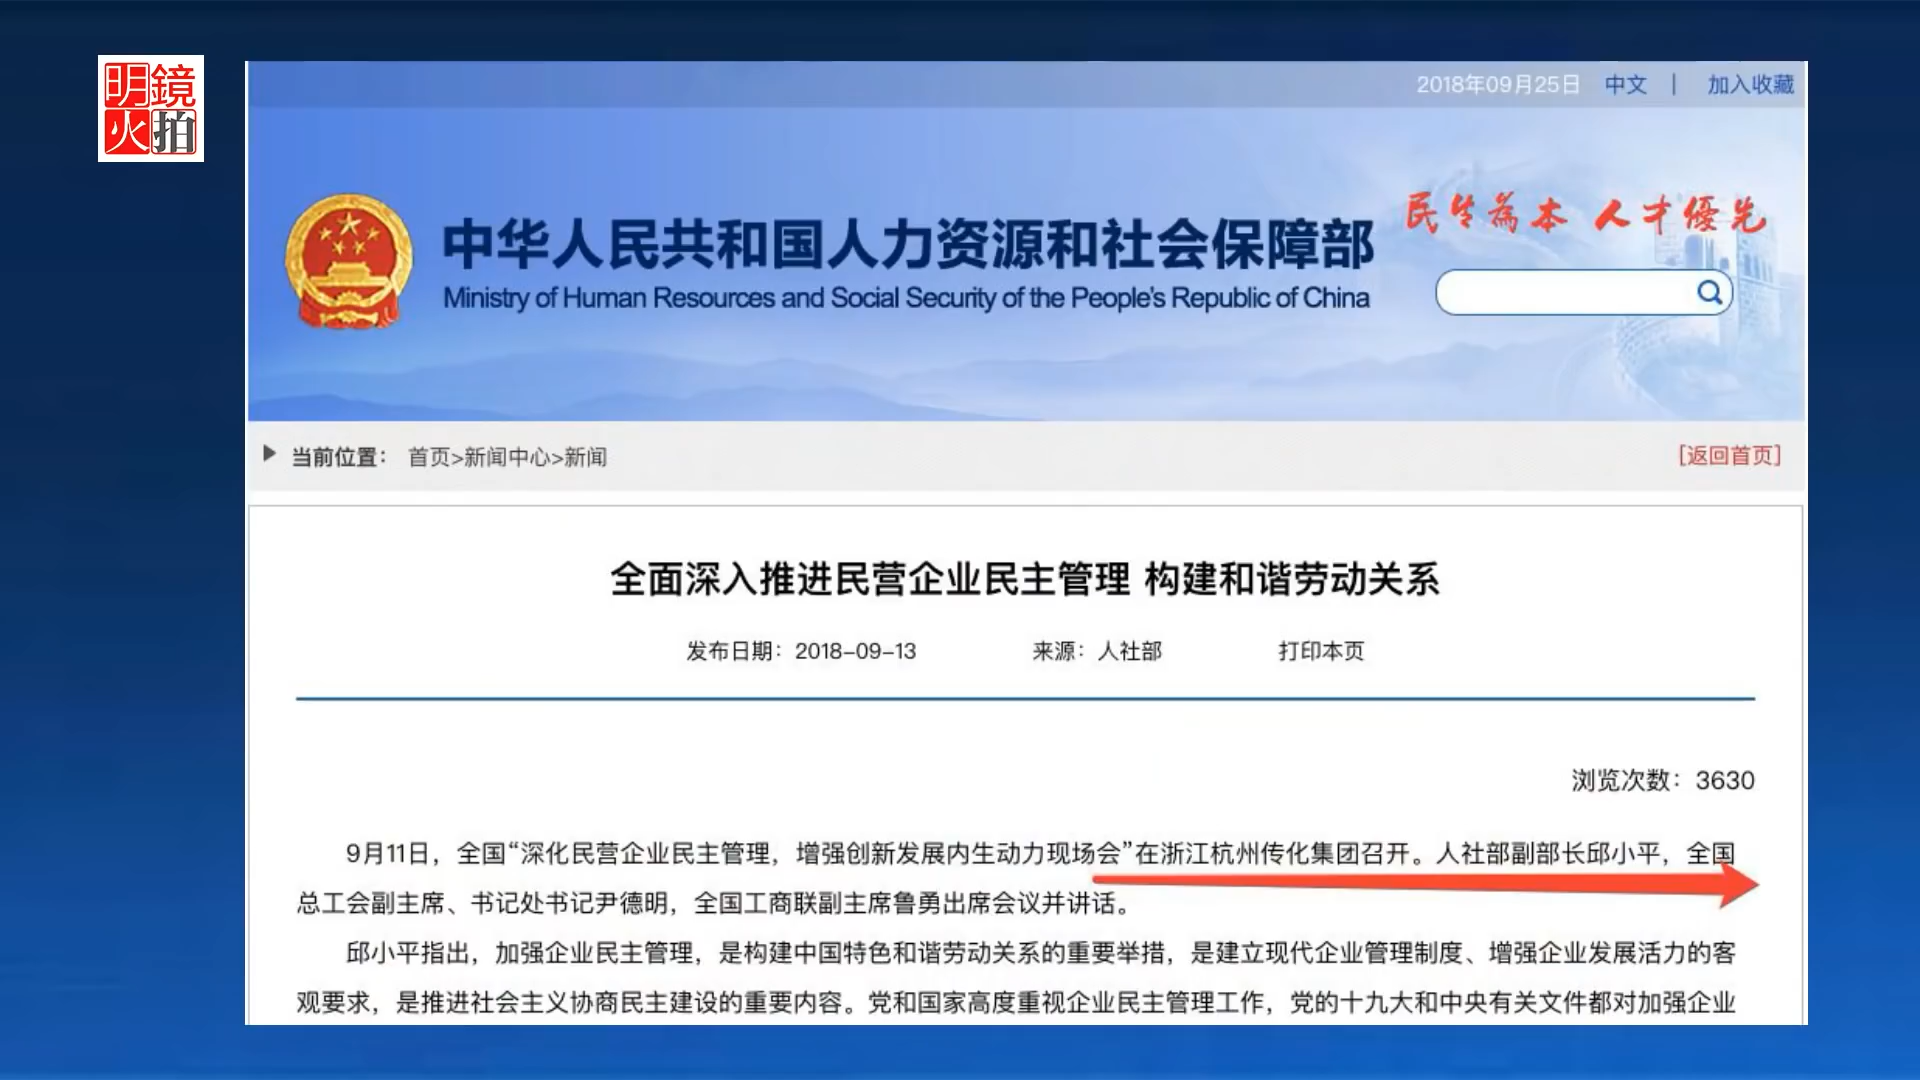 明鏡
火拍
2018年09月25日 中文 | 加入收藏
民生為本 人才優先
中华人民共和国人力资源和社会保障部
Ministry of Human Resources and Social Security of the People's Republic of China
当前位置： 首页>新闻中心>新闻
[返回首页]
全面深入推进民营企业民主管理 构建和谐劳动关系
发布日期：2018-09-13 来源：人社部 打印本页
浏览次数：3630
9月11日，全国“深化民营企业民主管理，增强创新发展内生动力现场会”在浙江杭州传化集团召开。人社部副部长邱小平，全国
总工会副主席、书记处书记尹德明，全国工商联副主席鲁勇出席会议并讲话。
邱小平指出，加强企业民主管理，是构建中国特色和谐劳动关系的重要举措，是建立现代企业管理制度、增强企业发展活力的客
观要求，是推进社会主义协商民主建设的重要内容。党和国家高度重视企业民主管理工作，党的十九大和中央有关文件都对加强企业